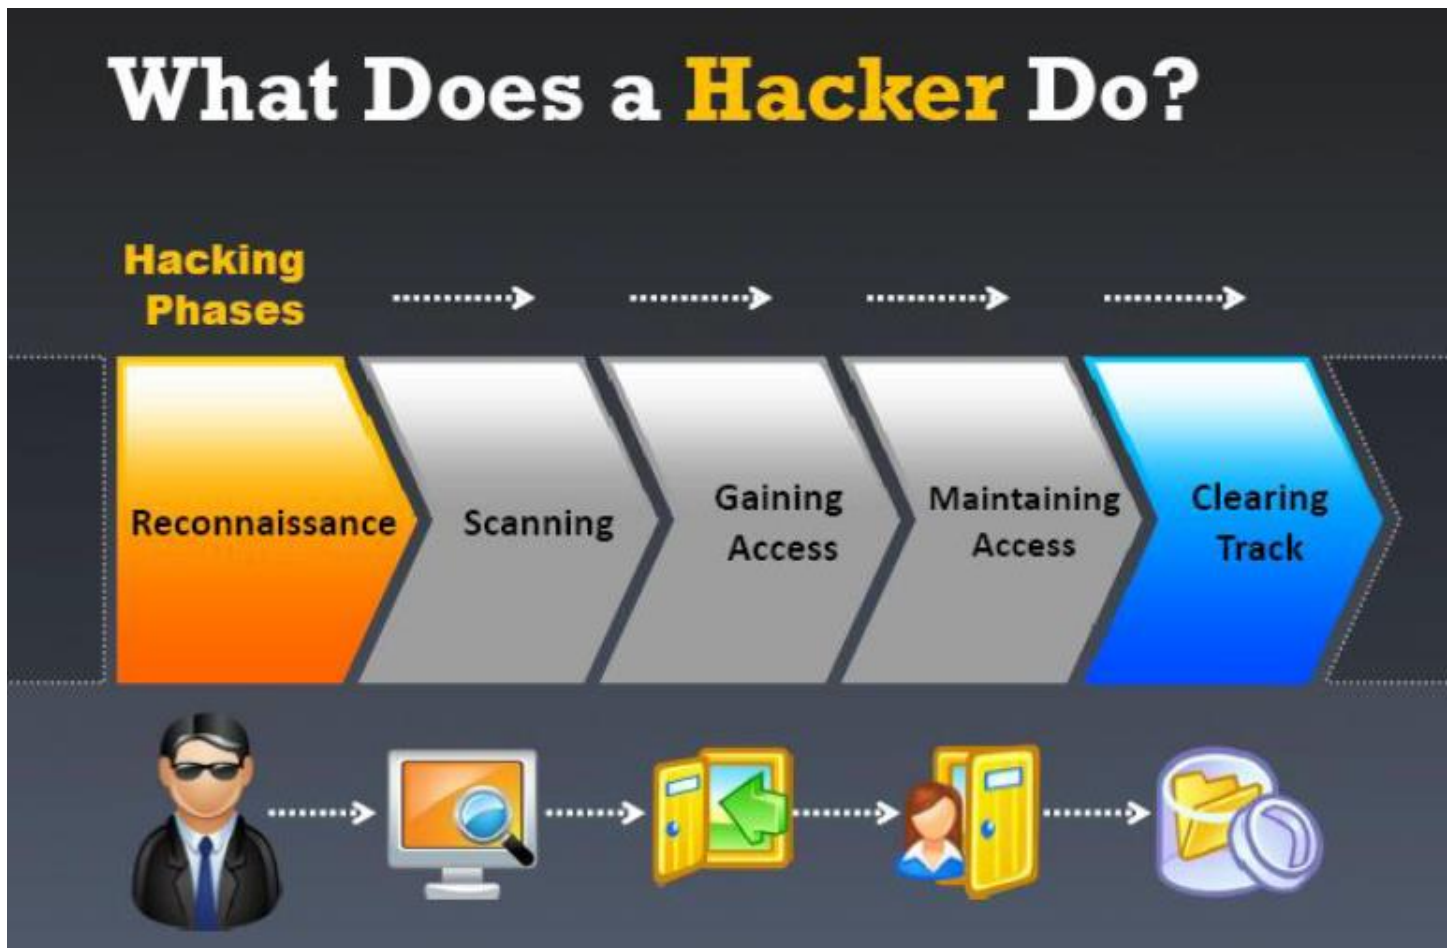 What Does a Hacker Do?
Hacking
Phases
Reconnaissance
Scanning
Gaining
Access
Maintaining
Access
Clearing
Track